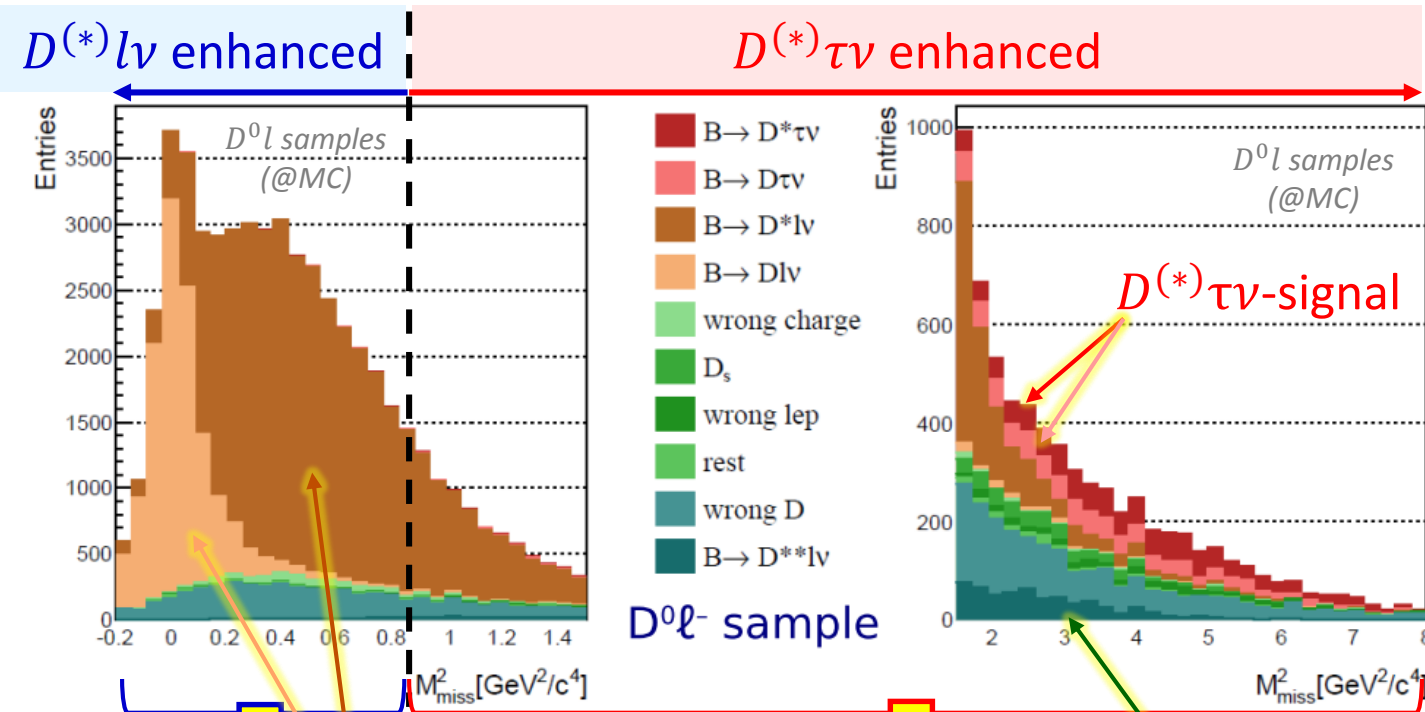 D(*)lν enhanced
D(*)τν enhanced
Entries
3500
3000
2500
2000
1500
1000
500
0
D⁰l samples
(@MC)
-0.2 0 0.2 0.4 0.6 0.8 1 1.2 1.4
M²miss[GeV²/c⁴]
B→ D*τν
B→ Dτν
B→ D*lν
B→ Dlν
wrong charge
Dₛ
wrong lep
rest
wrong D
B→ D**lν
D⁰ℓ⁻ sample
Entries
1000
800
600
400
200
0
D⁰l samples
(@MC)
D(*)τν-signal
2 3 4 5 6 7 8
M²miss[GeV²/c⁴]